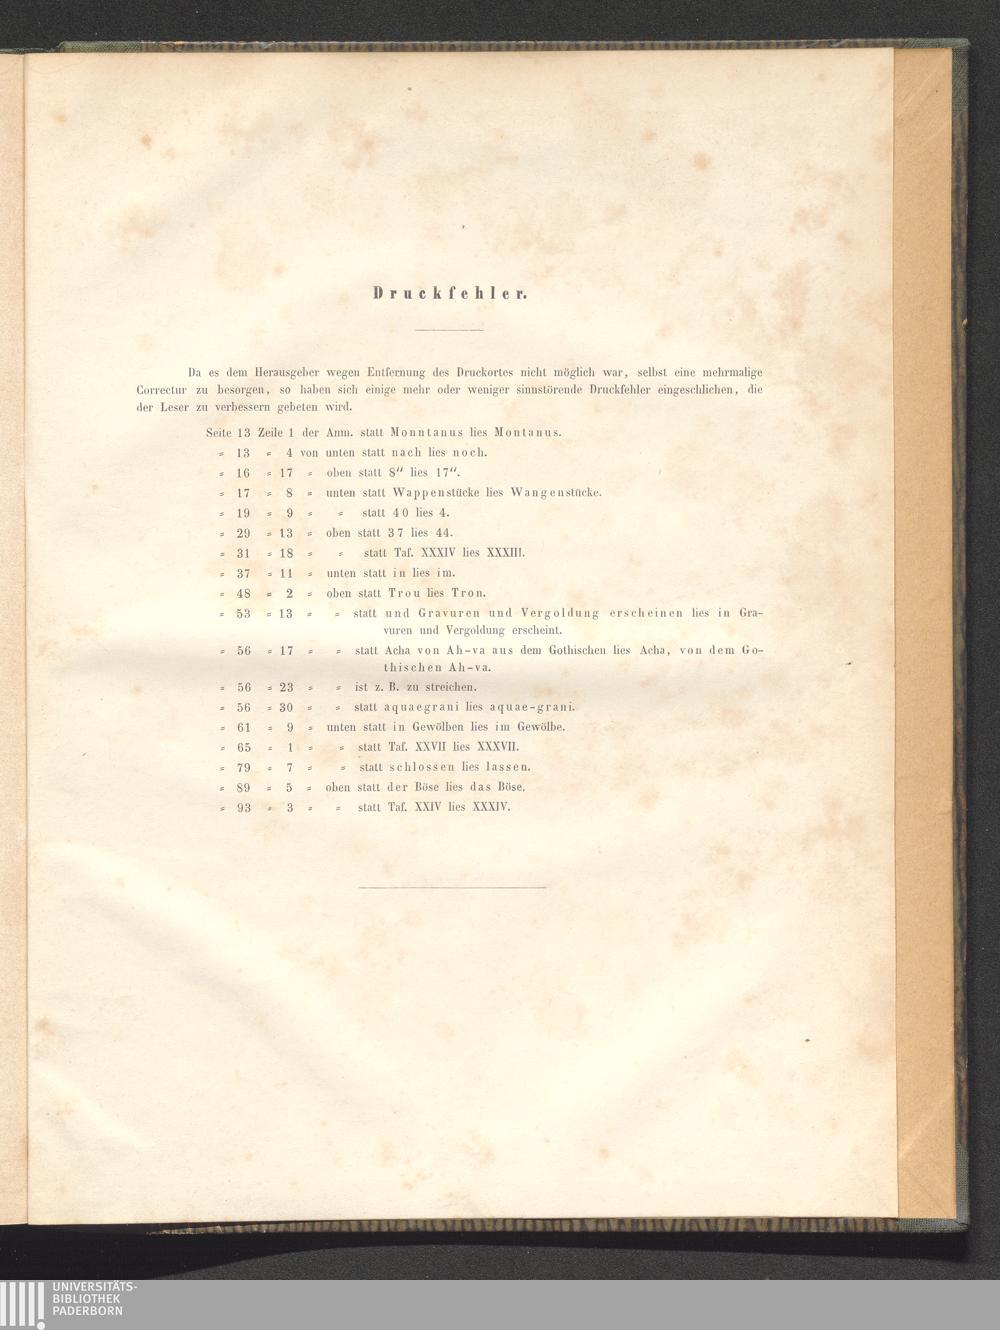 Druckfehler.
Da es dem Herausgeber wegen Entfernung des Druckortes nicht möglich war, selbst eine mehrmalige
Correctur zu besorgen, so haben sich einige mehr oder weniger sinnstörende Druckfehler eingeschlichen, die
der Leser zu verbessern gebeten wird.
Seite 13 Zeile 1 der Anm. statt Monntanus lies Montanus.
„ 13 „ 4 von unten statt nach lies noch.
„ 16 „ 17 „ oben statt 8" lies 17".
„ 17 „ 8 „ unten statt Wappenstücke lies Wangenstücke.
„ 19 „ 9 „ „ statt 40 lies 4.
„ 29 „ 13 „ oben statt 37 lies 44.
„ 31 „ 18 „ „ statt Taf. XXXIV lies XXXIII.
„ 37 „ 11 „ unten statt in lies im.
„ 48 „ 2 „ oben statt Trou lies Tron.
„ 53 „ 13 „ „ statt und Gravuren und Vergoldung erscheinen lies in Gra-
vuren und Vergoldung erscheint.
„ 56 „ 17 „ „ statt Acha von Ah-va aus dem Gothischen lies Acha, von dem Go-
thischen Ah-va.
„ 56 „ 23 „ „ ist z. B. zu streichen.
„ 56 „ 30 „ „ statt aquaegrani lies aquae-grani.
„ 61 „ 9 „ unten statt in Gewölben lies im Gewölbe.
„ 65 „ 1 „ „ statt Taf. XXVII lies XXXVII.
„ 79 „ 7 „ „ statt schlossen lies lassen.
„ 89 „ 5 „ oben statt der Böse lies das Böse.
„ 93 „ 3 „ „ statt Taf. XXIV lies XXXIV.
UNIVERSITÄTS-
BIBLIOTHEK
PADERBORN